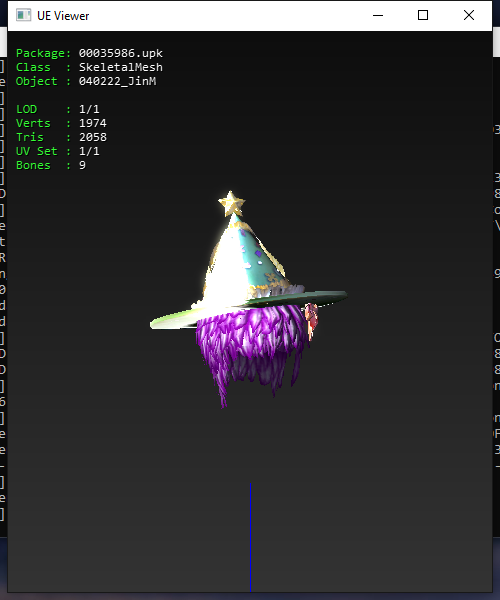 UE Viewer
Package: 00035986.upk
Class  : SkeletalMesh
Object : 040222_JinM
LOD    : 1/1
Verts  : 1974
Tris   : 2058
UV Set : 1/1
Bones  : 9